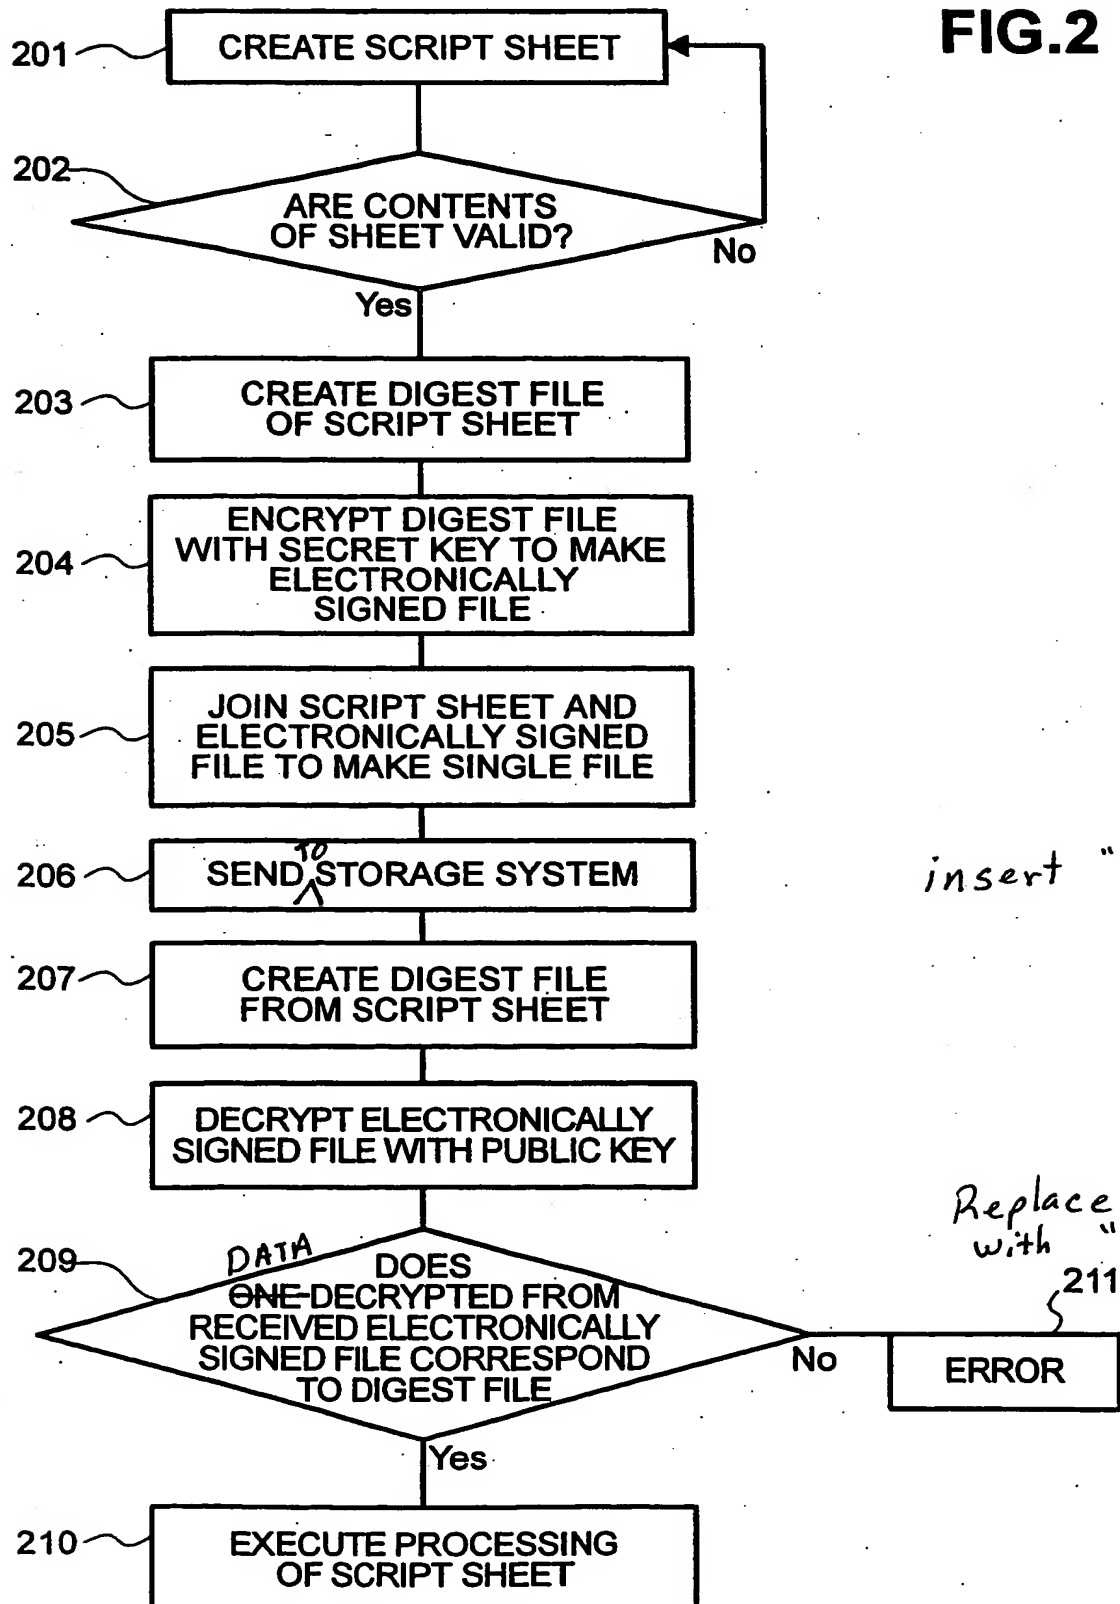 FIG.2
201
CREATE SCRIPT SHEET
202
ARE CONTENTS
OF SHEET VALID?
No
Yes
203
CREATE DIGEST FILE
OF SCRIPT SHEET
204
ENCRYPT DIGEST FILE
WITH SECRET KEY TO MAKE
ELECTRONICALLY
SIGNED FILE
205
JOIN SCRIPT SHEET AND
ELECTRONICALLY SIGNED
FILE TO MAKE SINGLE FILE
206
TO
SEND STORAGE SYSTEM
insert "
207
CREATE DIGEST FILE
FROM SCRIPT SHEET
208
DECRYPT ELECTRONICALLY
SIGNED FILE WITH PUBLIC KEY
Replace
with "
209
DATA
DOES
ONE DECRYPTED FROM
RECEIVED ELECTRONICALLY
SIGNED FILE CORRESPOND
TO DIGEST FILE
No
211
ERROR
Yes
210
EXECUTE PROCESSING
OF SCRIPT SHEET